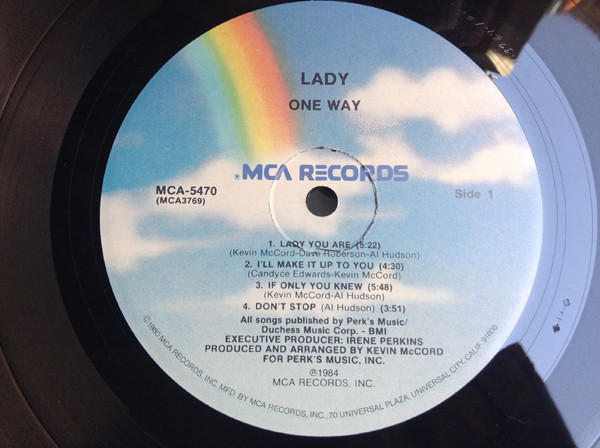 LADY
ONE WAY
MCA RECORDS
MCA-5470
(MCA3769)
Side 1
1. LADY YOU ARE (5:22)
(Kevin McCord-Dave Roberson-Al Hudson)
2. I'LL MAKE IT UP TO YOU (4:30)
(Candyce Edwards-Kevin McCord)
3. IF ONLY YOU KNEW (5:48)
(Kevin McCord-Al Hudson)
4. DON'T STOP (Al Hudson) (3:51)
All songs published by Perk's Music/
Duchess Music Corp. - BMI
EXECUTIVE PRODUCER: IRENE PERKINS
PRODUCED AND ARRANGED BY KEVIN McCORD
FOR PERK'S MUSIC, INC.
℗1984
MCA RECORDS, INC.
©1980 MCA RECORDS, INC. MFD. BY MCA RECORDS, INC., 70 UNIVERSAL PLAZA, UNIVERSAL CITY, CALIF. 91608